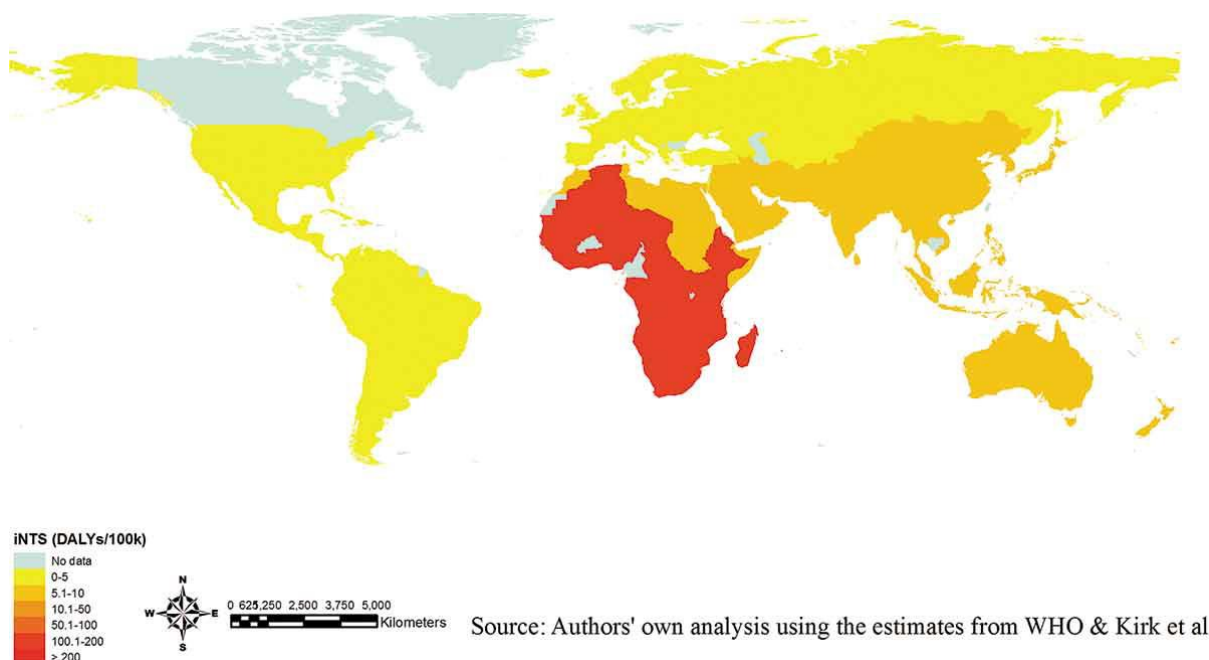 iNTS (DALYs/100k)
No data
0-5
5.1-10
10.1-50
50.1-100
100.1-200
> 200
N
W E
S
0 625 1,250 2,500 3,750 5,000
Kilometers
Source: Authors' own analysis using the estimates from WHO & Kirk et al